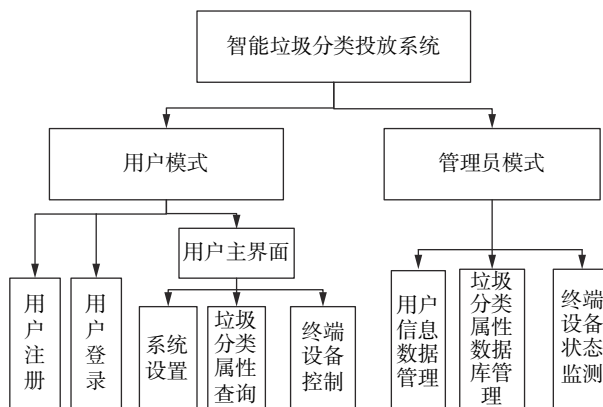 智能垃圾分类投放系统
用户模式
管理员模式
用户主界面
用
户
注
册
用
户
登
录
系统
设置
垃圾
分类
属性
查询
终端
设备
控制
用户
信息
数据
管理
垃圾
分类
属性
数据
库管
理
终端
设备
状态
监测